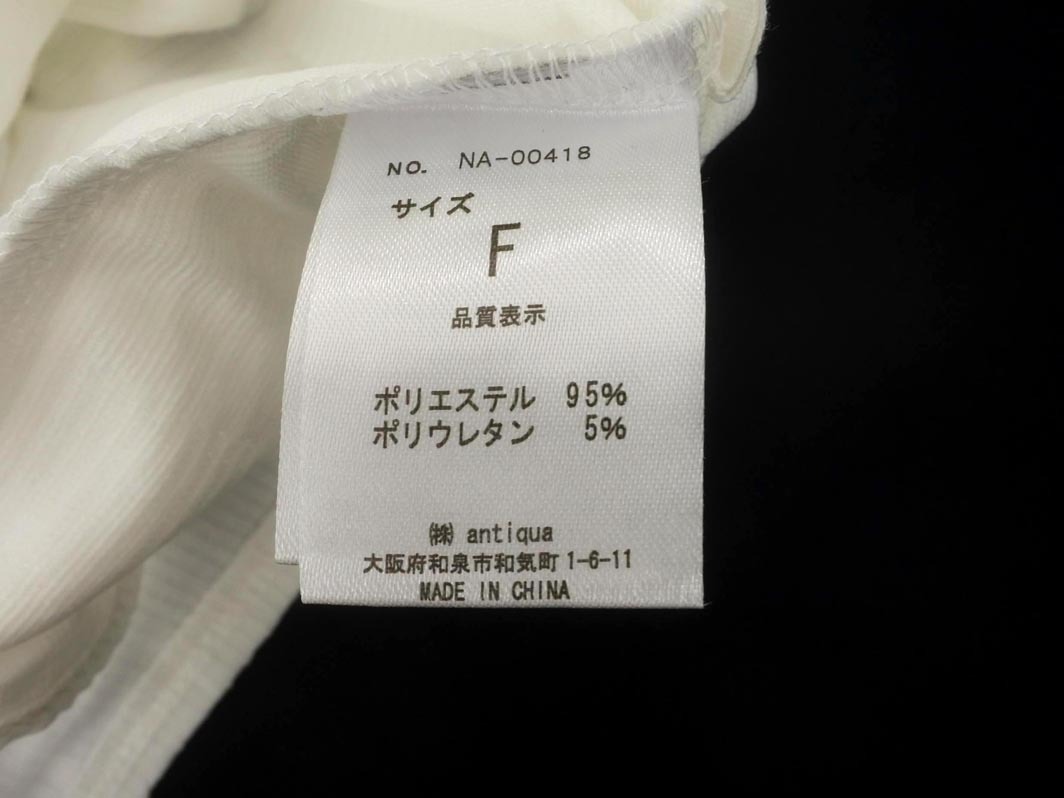 NO. NA-00418
サイズ
F
品質表示
ポリエステル 95%
ポリウレタン 5%
㈱ antiqua
大阪府和泉市和気町1-6-11
MADE IN CHINA